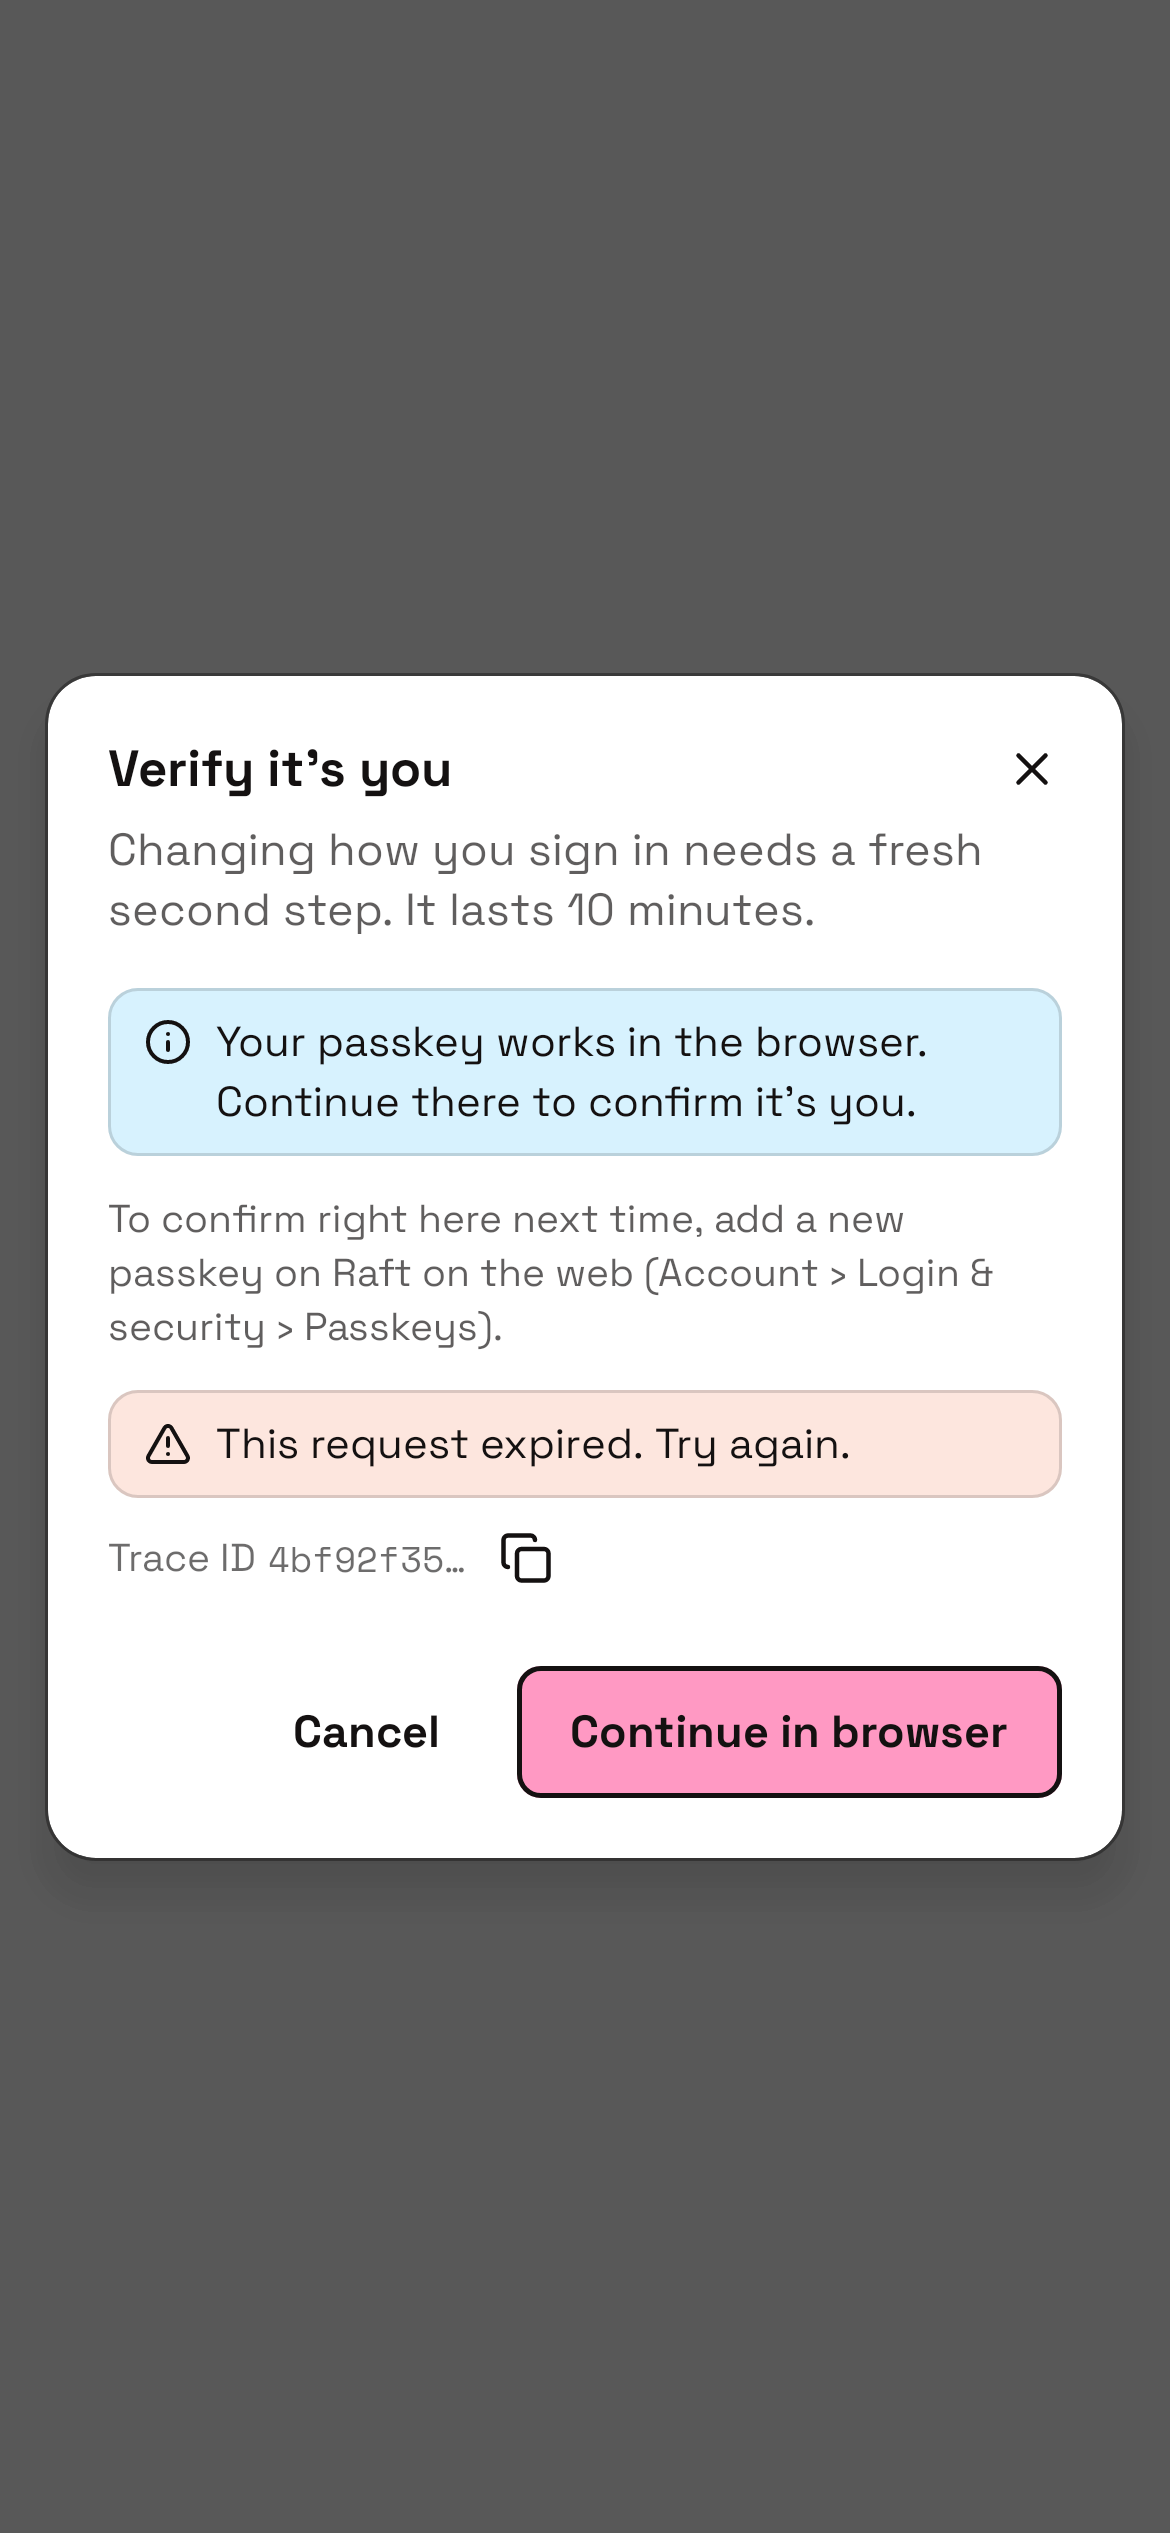 Verify it’s you
Changing how you sign in needs a fresh
second step. It lasts 10 minutes.
Your passkey works in the browser.
Continue there to confirm it’s you.
To confirm right here next time, add a new
passkey on Raft on the web (Account > Login &
security > Passkeys).
This request expired. Try again.
Trace ID 4bf92f35…
Cancel
Continue in browser